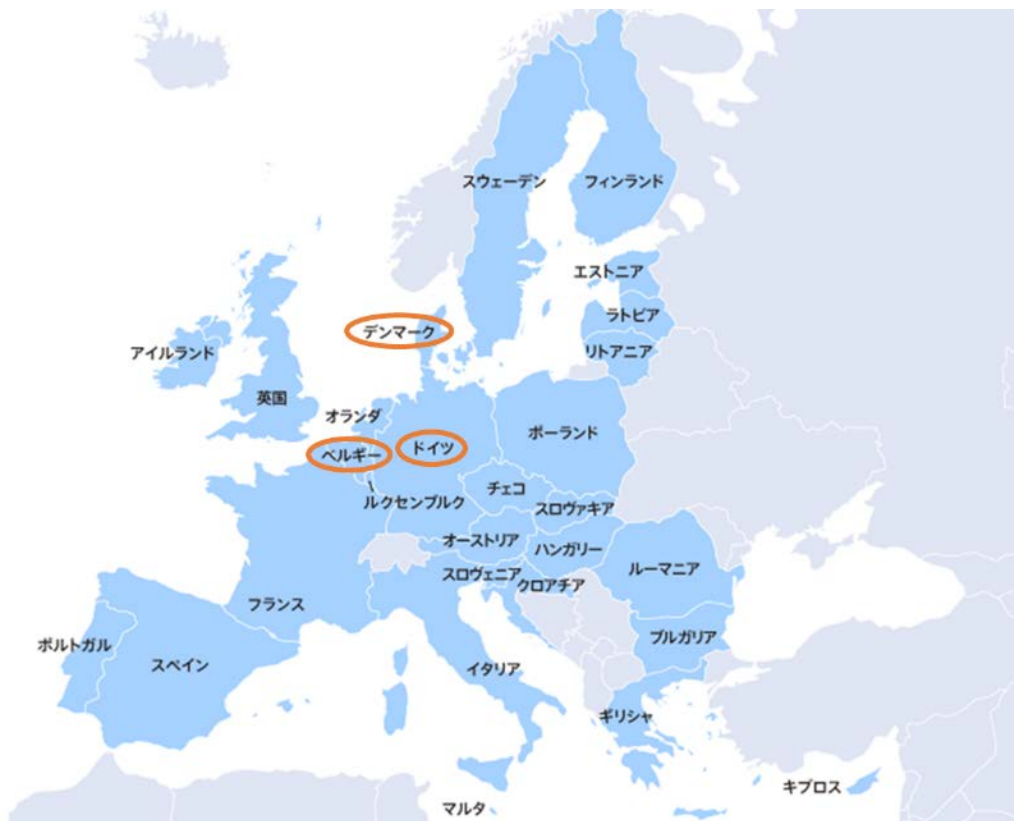 スウェーデン
フィンランド
エストニア
ラトビア
デンマーク
リトアニア
アイルランド
英国
オランダ
ポーランド
ベルギー
ドイツ
チェコ
ルクセンブルク
スロヴァキア
オーストリア
ハンガリー
ルーマニア
スロヴェニア
クロアチア
フランス
ブルガリア
ポルトガル
スペイン
イタリア
ギリシャ
キプロス
マルタ